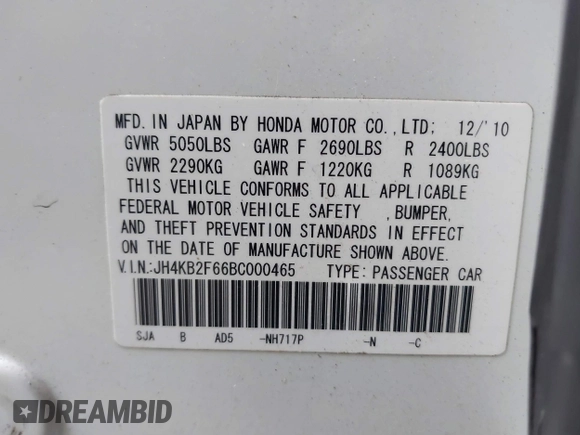 MFD. IN JAPAN BY HONDA MOTOR CO., LTD; 12/'10
GVWR 5050LBS GAWR F 2690LBS R 2400LBS
GVWR 2290KG GAWR F 1220KG R 1089KG
THIS VEHICLE CONFORMS TO ALL APPLICABLE
FEDERAL MOTOR VEHICLE SAFETY , BUMPER,
AND THEFT PREVENTION STANDARDS IN EFFECT
ON THE DATE OF MANUFACTURE SHOWN ABOVE.
V.I.N.:JH4KB2F66BC000465 TYPE: PASSENGER CAR
SJA B AD5 -NH717P -N -C
DREAMBID